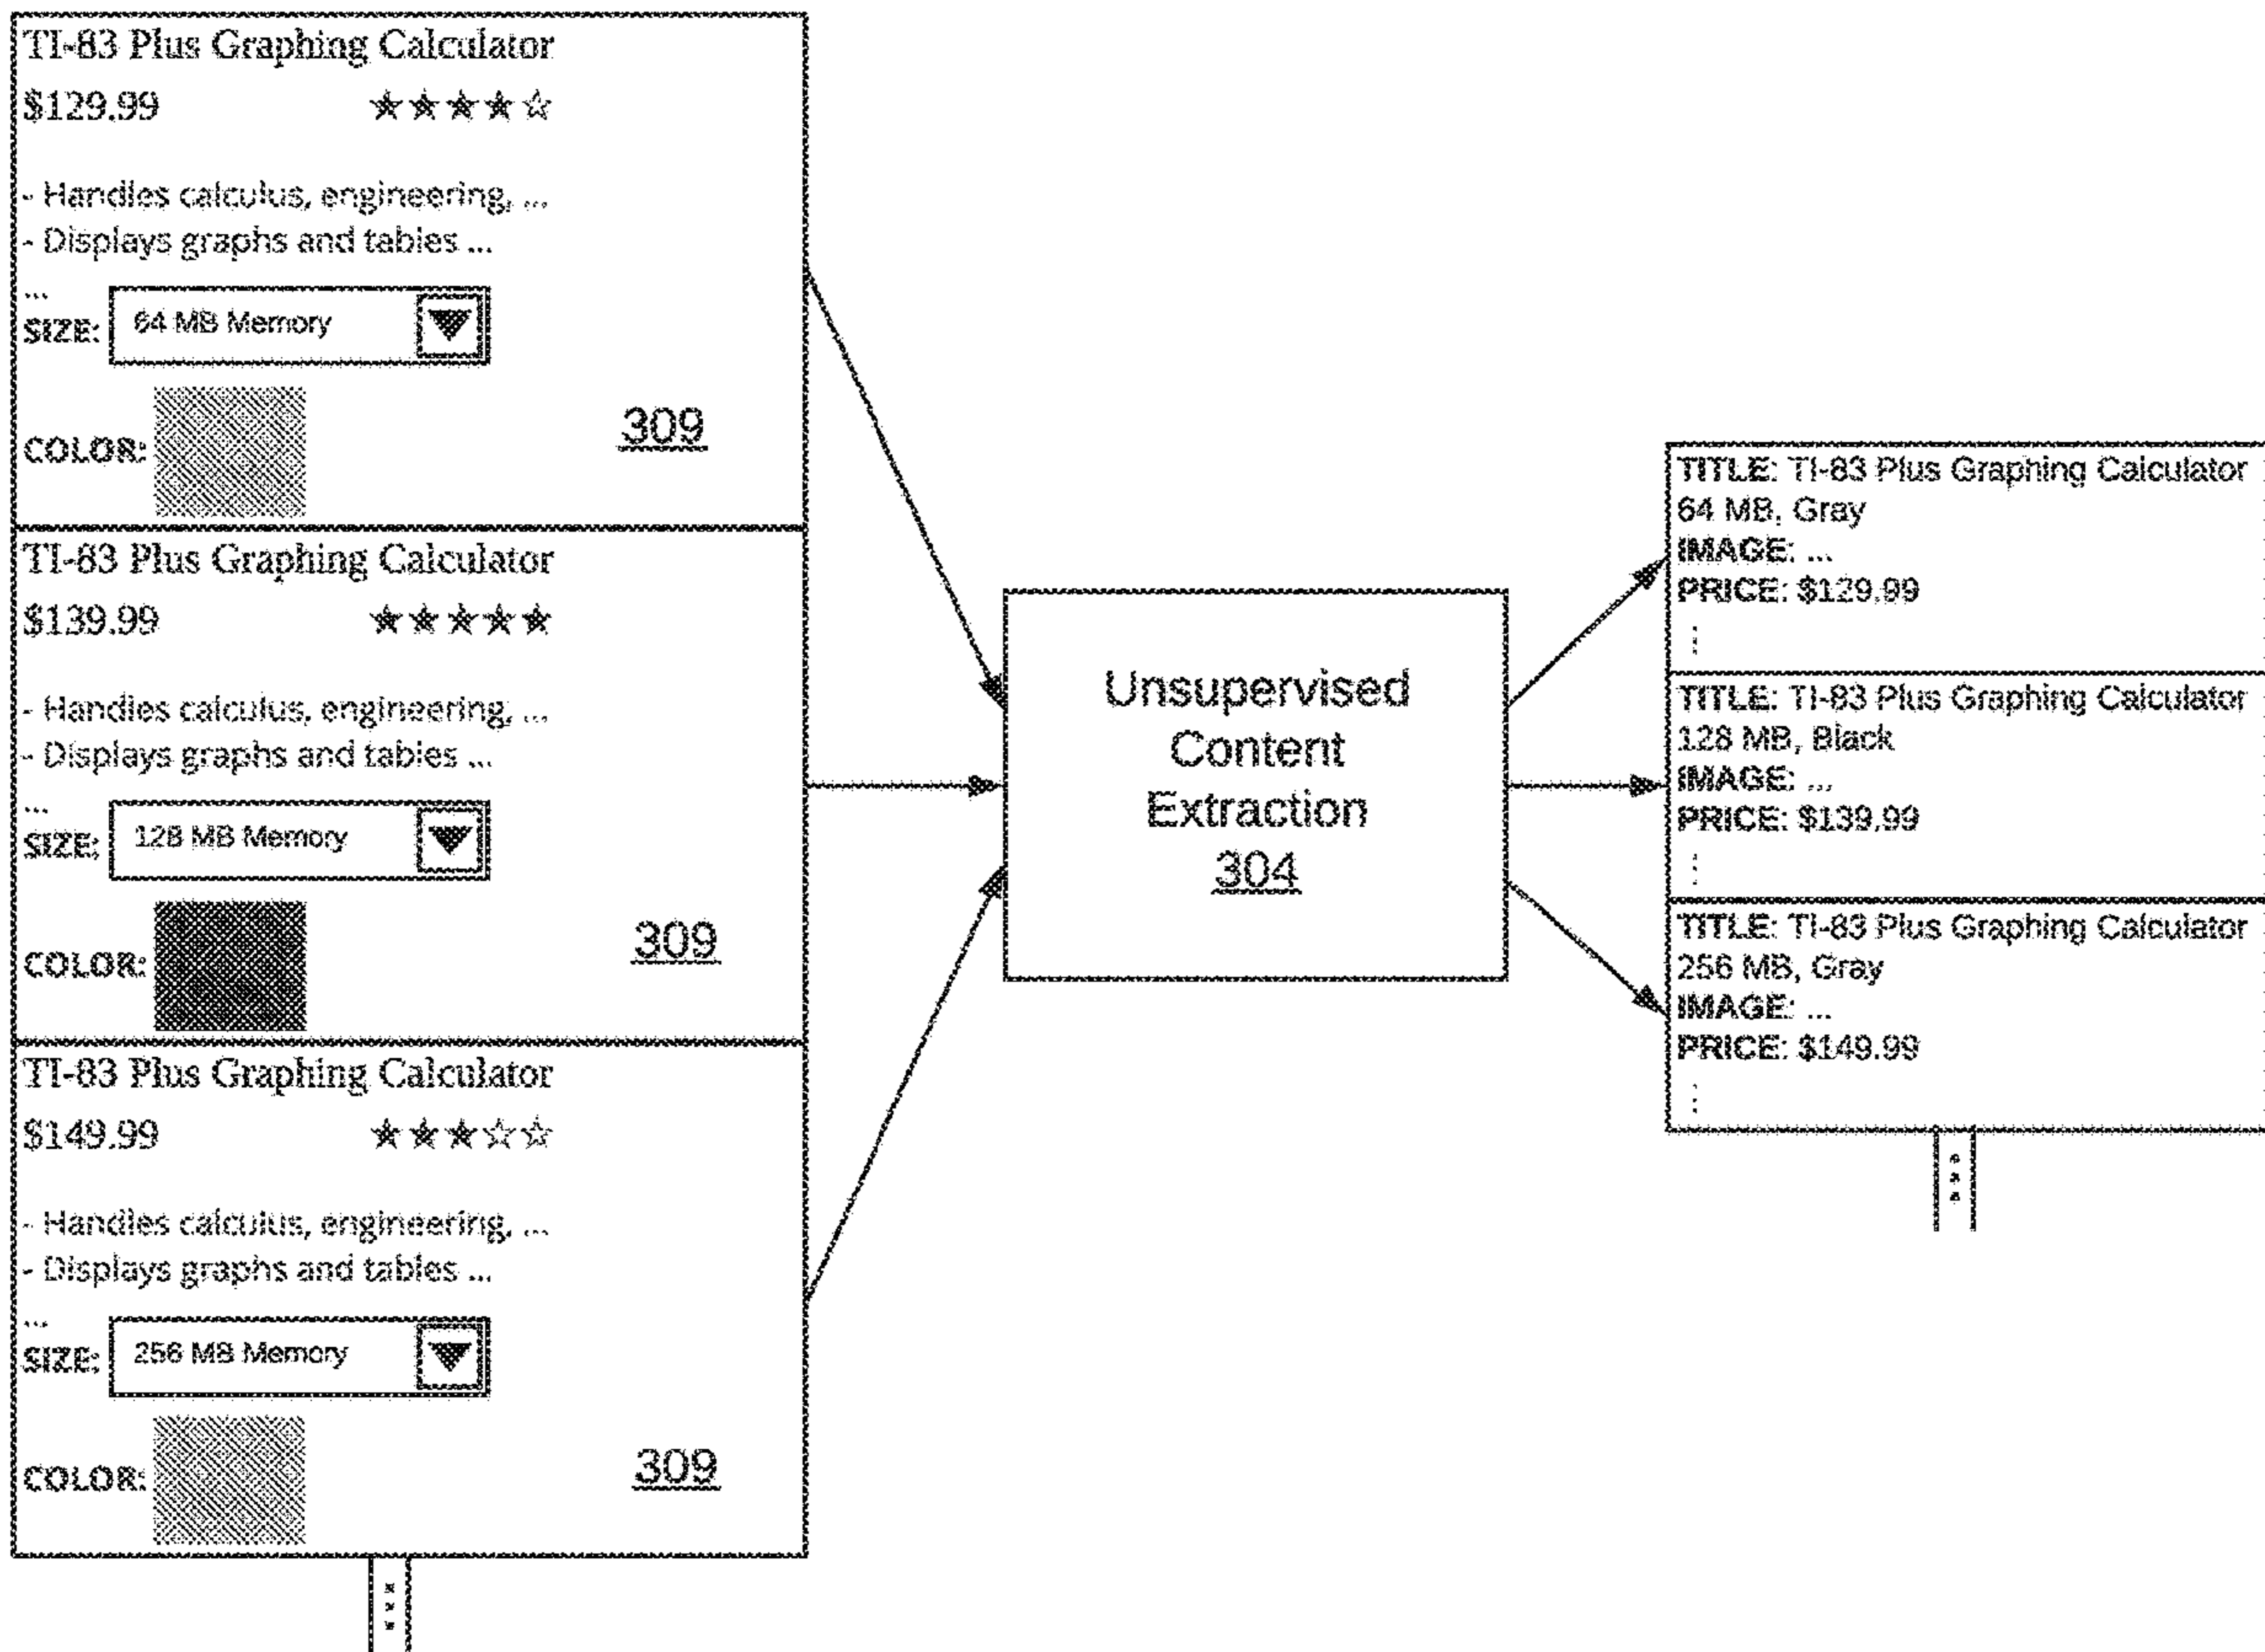 TI-83 Plus Graphing Calculator
$129.99 ★★★★☆
- Handles calculus, engineering, ...
- Displays graphs and tables ...
...
SIZE: 64 MB Memory
COLOR:
309
TI-83 Plus Graphing Calculator
$139.99 ★★★★★
- Handles calculus, engineering, ...
- Displays graphs and tables ...
...
SIZE: 128 MB Memory
COLOR:
309
TI-83 Plus Graphing Calculator
$149.99 ★★★☆☆
- Handles calculus, engineering, ...
- Displays graphs and tables ...
...
SIZE: 256 MB Memory
COLOR:
309
Unsupervised
Content
Extraction
304
TITLE: TI-83 Plus Graphing Calculator
64 MB, Gray
IMAGE: ...
PRICE: $129.99
TITLE: TI-83 Plus Graphing Calculator
128 MB, Black
IMAGE: ...
PRICE: $139.99
TITLE: TI-83 Plus Graphing Calculator
256 MB, Gray
IMAGE: ...
PRICE: $149.99